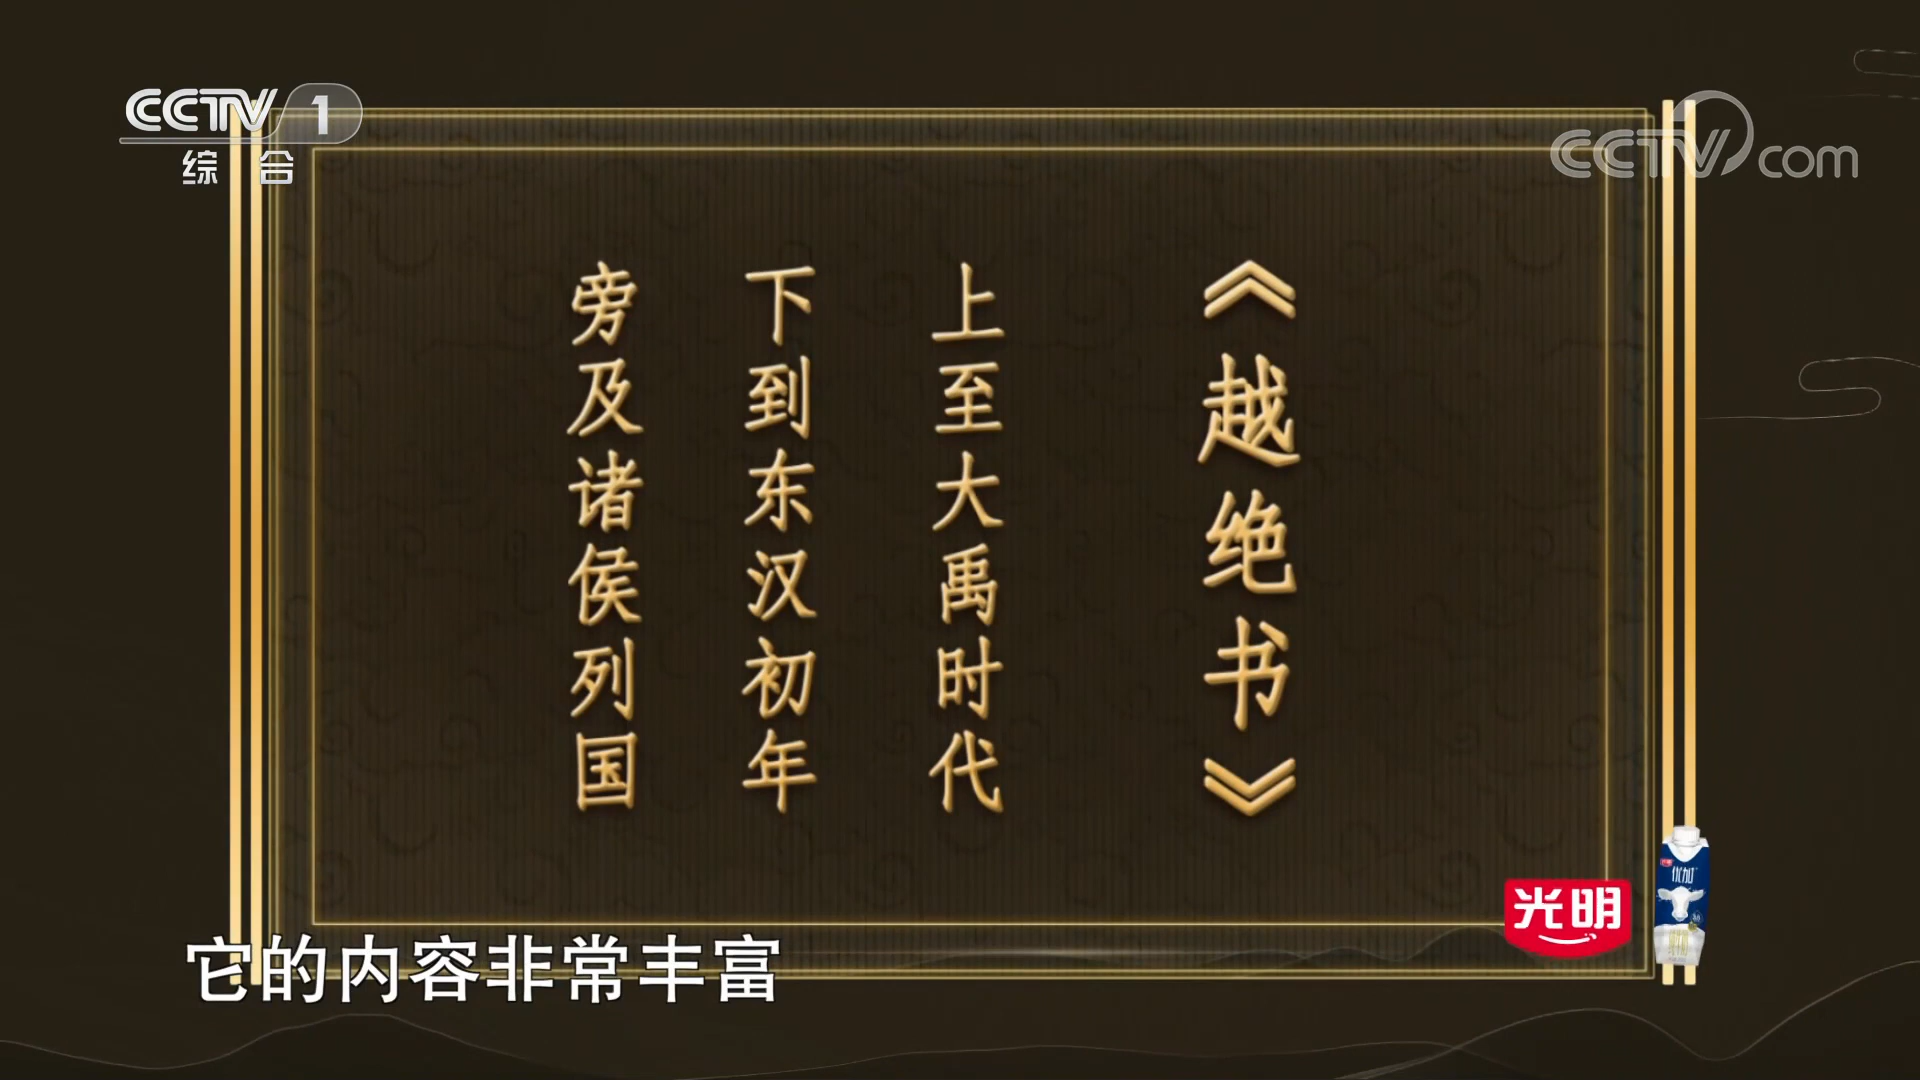 CCTV 1
综合
CCTV.com
《越绝书》
上至大禹时代
下到东汉初年
旁及诸侯列国
光明
优加
它的内容非常丰富